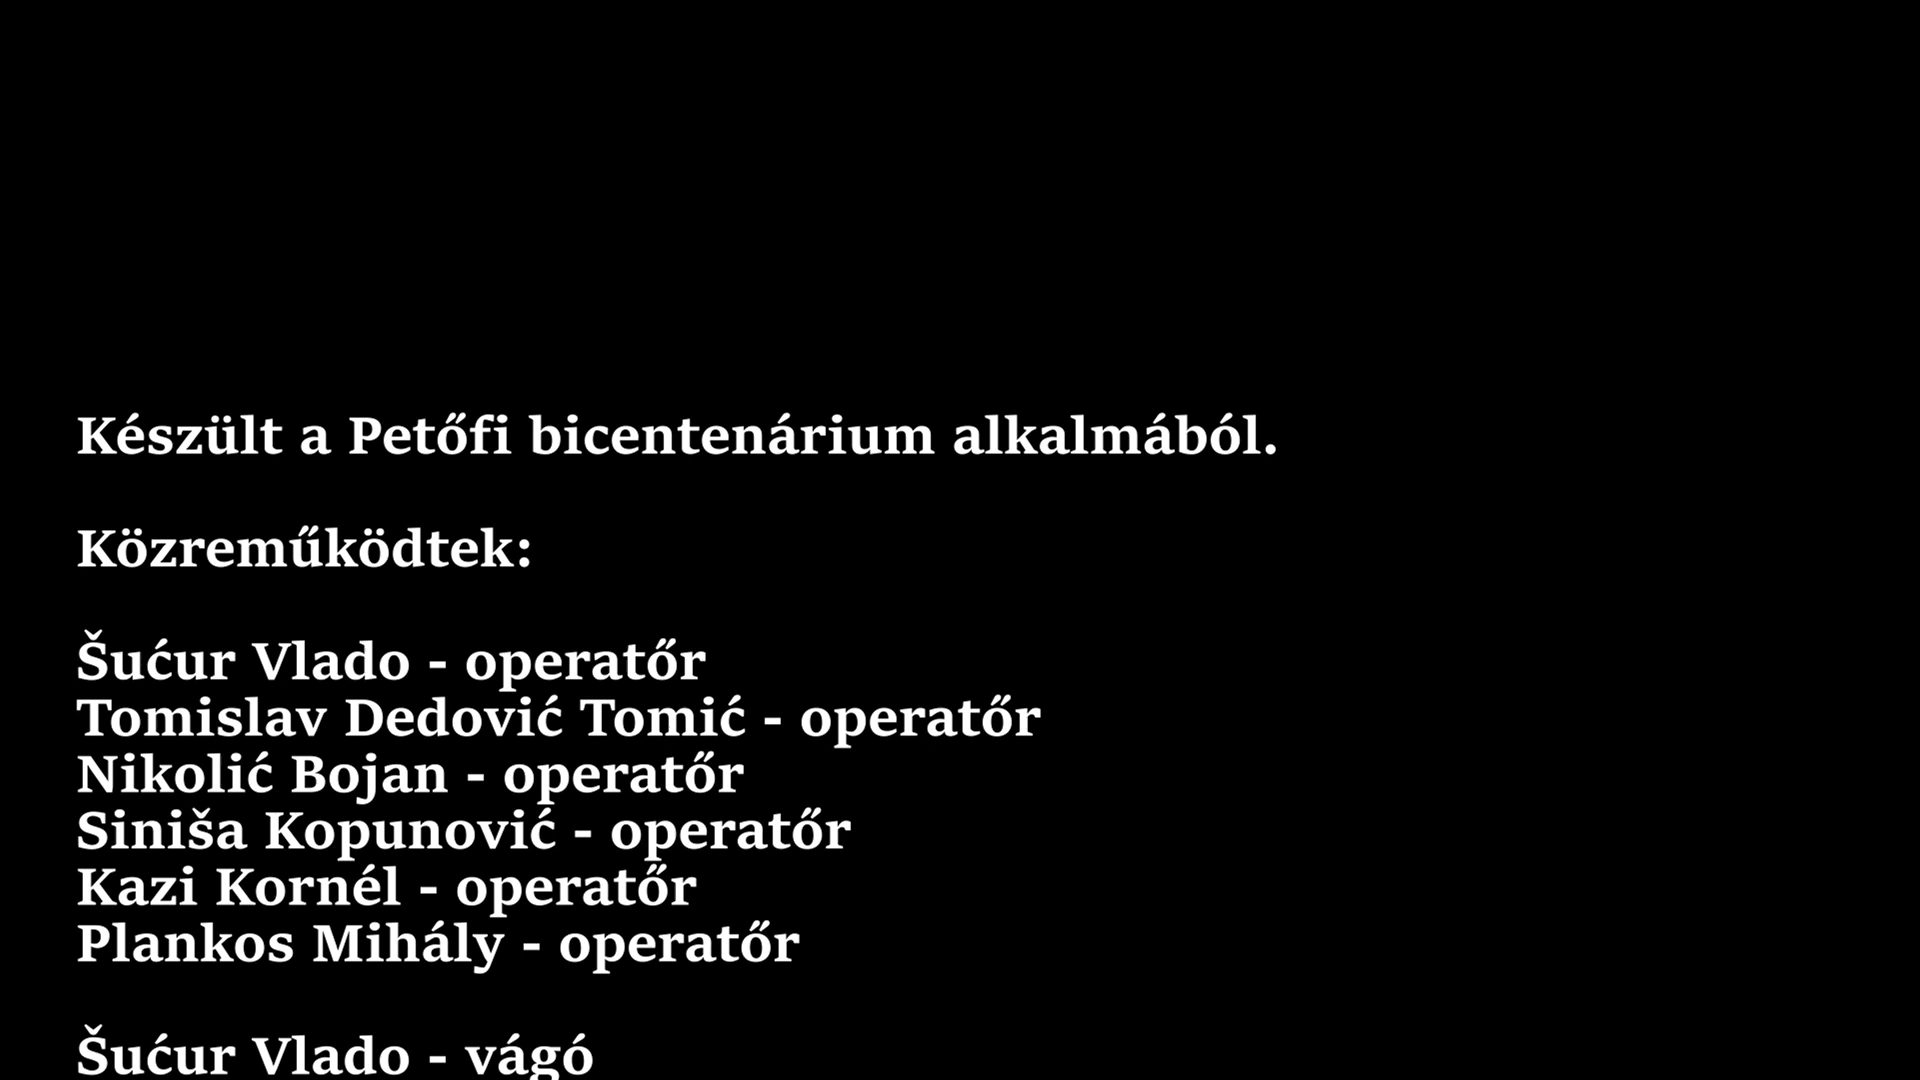 Készült a Petőfi bicentenárium alkalmából.
Közreműködtek:
Šućur Vlado - operatőr
Tomislav Dedović Tomić - operatőr
Nikolić Bojan - operatőr
Siniša Kopunović - operatőr
Kazi Kornél - operatőr
Plankos Mihály - operatőr
Šućur Vlado - vágó